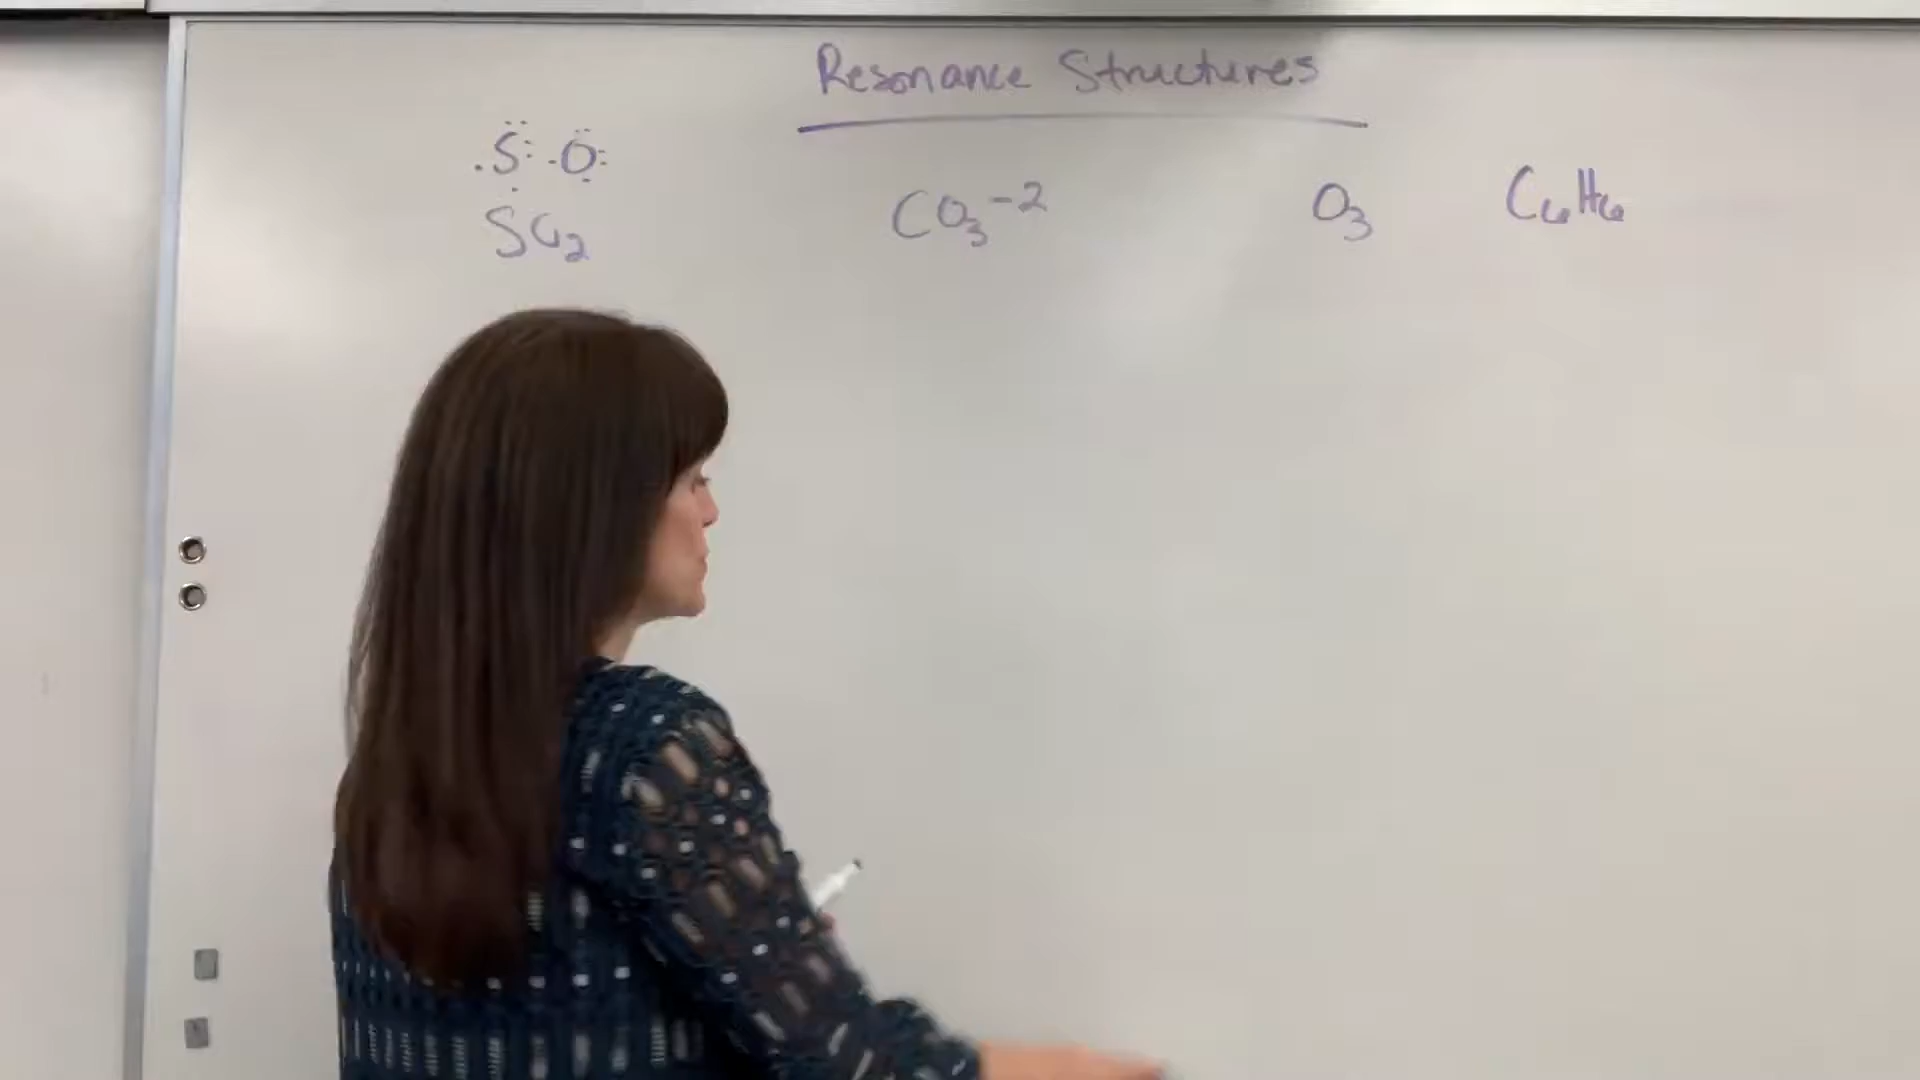 Resonance Structures
S O
SO₂ CO₃⁻² O₃ C₆H₆